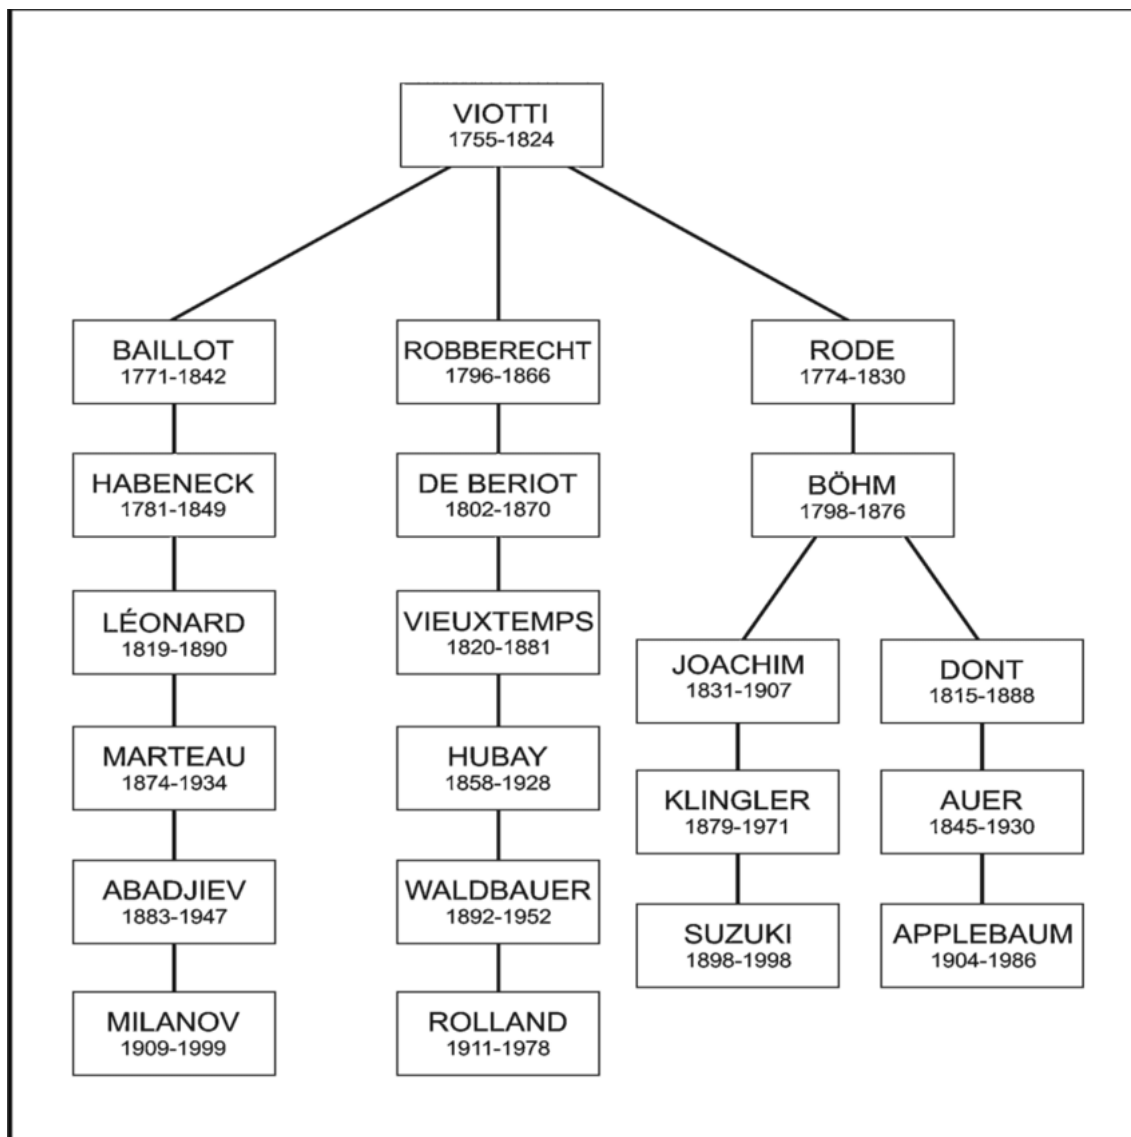 VIOTTI
1755-1824
BAILLOT
1771-1842
ROBBERECHT
1796-1866
RODE
1774-1830
HABENECK
1781-1849
DE BERIOT
1802-1870
BÖHM
1798-1876
LÉONARD
1819-1890
VIEUXTEMPS
1820-1881
JOACHIM
1831-1907
DONT
1815-1888
MARTEAU
1874-1934
HUBAY
1858-1928
KLINGLER
1879-1971
AUER
1845-1930
ABADJIEV
1883-1947
WALDBAUER
1892-1952
SUZUKI
1898-1998
APPLEBAUM
1904-1986
MILANOV
1909-1999
ROLLAND
1911-1978